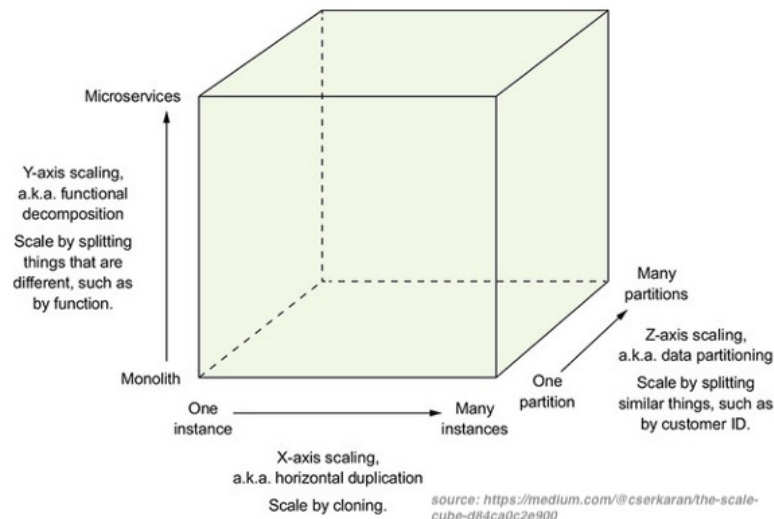 Microservices
Y-axis scaling,
a.k.a. functional
decomposition
Scale by splitting
things that are
different, such as
by function.
Monolith
One
instance
Many
instances
X-axis scaling,
a.k.a. horizontal duplication
Scale by cloning.
One
partition
Many
partitions
Z-axis scaling,
a.k.a. data partitioning
Scale by splitting
similar things, such as
by customer ID.
source: https://medium.com/@cserkaran/the-scale-
cube-d84ca0c2e900